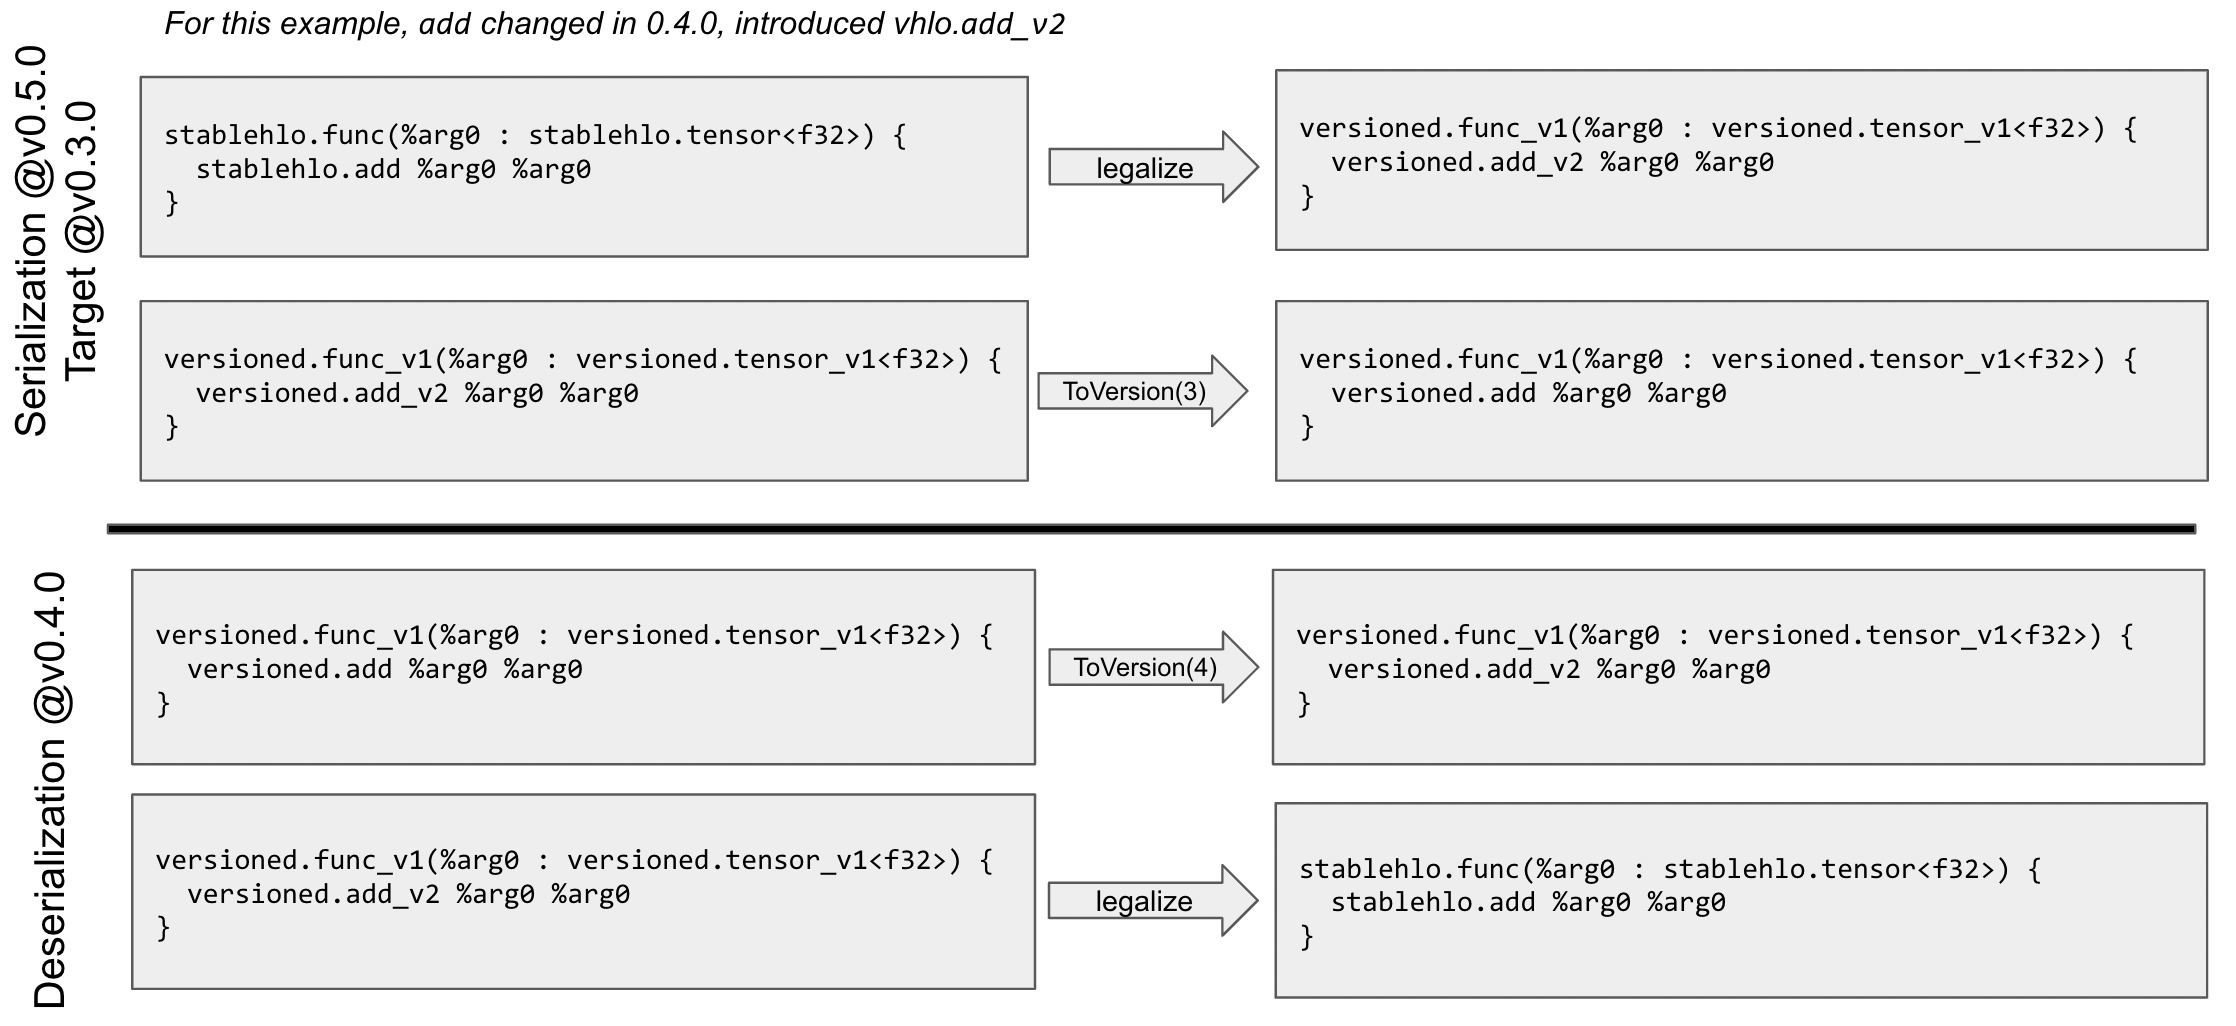 For this example, add changed in 0.4.0, introduced vhlo.add_v2
Serialization @v0.5.0
Target @v0.3.0
stablehlo.func(%arg0 : stablehlo.tensor<f32>) {
  stablehlo.add %arg0 %arg0
}
legalize
versioned.func_v1(%arg0 : versioned.tensor_v1<f32>) {
  versioned.add_v2 %arg0 %arg0
}
versioned.func_v1(%arg0 : versioned.tensor_v1<f32>) {
  versioned.add_v2 %arg0 %arg0
}
ToVersion(3)
versioned.func_v1(%arg0 : versioned.tensor_v1<f32>) {
  versioned.add %arg0 %arg0
}
Deserialization @v0.4.0
versioned.func_v1(%arg0 : versioned.tensor_v1<f32>) {
  versioned.add %arg0 %arg0
}
ToVersion(4)
versioned.func_v1(%arg0 : versioned.tensor_v1<f32>) {
  versioned.add_v2 %arg0 %arg0
}
versioned.func_v1(%arg0 : versioned.tensor_v1<f32>) {
  versioned.add_v2 %arg0 %arg0
}
legalize
stablehlo.func(%arg0 : stablehlo.tensor<f32>) {
  stablehlo.add %arg0 %arg0
}